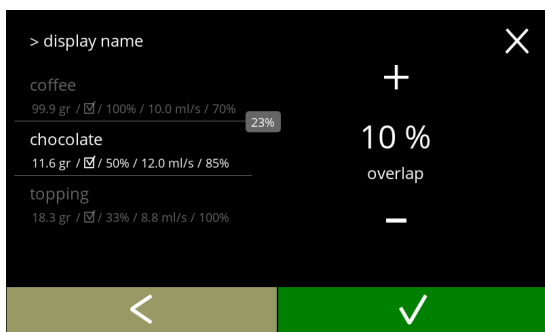 > display name
coffee
99.9 gr / ☑ / 100% / 10.0 ml/s / 70%
23%
chocolate
11.6 gr / ☑ / 50% / 12.0 ml/s / 85%
topping
18.3 gr / ☑ / 33% / 8.8 ml/s / 100%
+
10 %
overlap
−